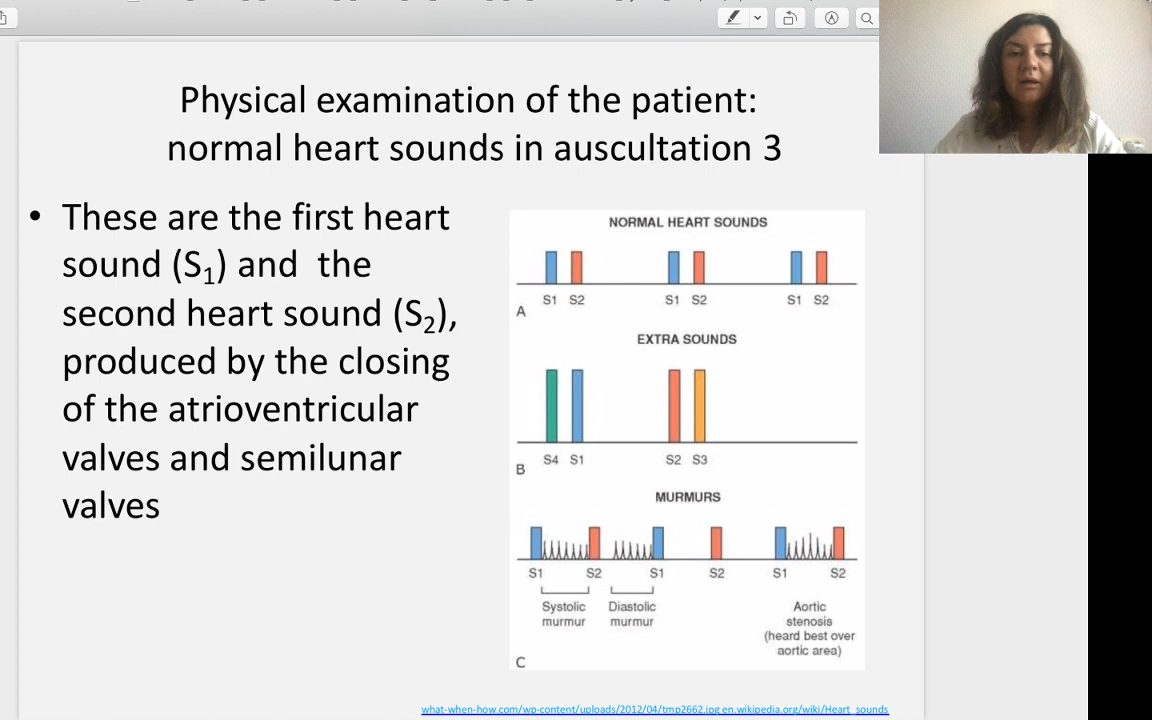 Physical examination of the patient:
normal heart sounds in auscultation 3
• These are the first heart
sound (S1) and the
second heart sound (S2),
produced by the closing
of the atrioventricular
valves and semilunar
valves
NORMAL HEART SOUNDS
S1 S2 S1 S2 S1 S2
A
EXTRA SOUNDS
S4 S1 S2 S3
B
MURMURS
S1 S2 S1 S2 S1 S2
Systolic murmur
Diastolic murmur
Aortic
stenosis
(heard best over
aortic area)
C
what-when-how.com/wp-content/uploads/2012/04/tmp2662.jpg en.wikipedia.org/wiki/Heart_sounds